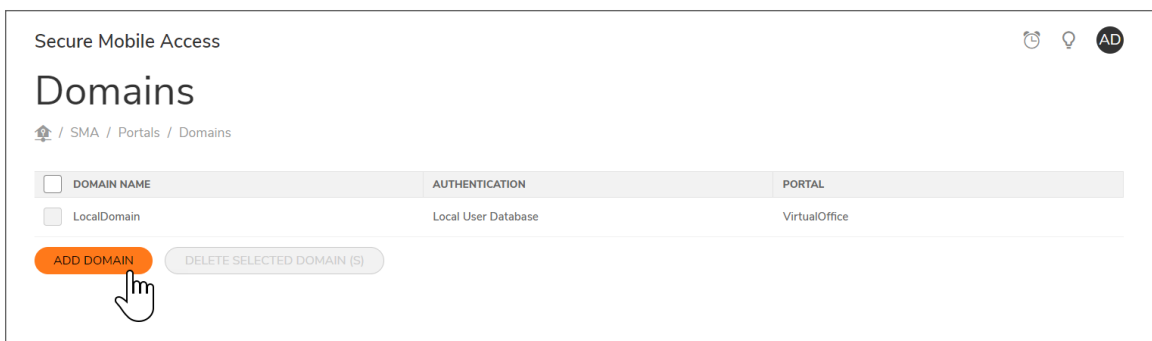 Secure Mobile Access
AD
Domains
/ SMA / Portals / Domains
DOMAIN NAME AUTHENTICATION PORTAL
LocalDomain Local User Database VirtualOffice
ADD DOMAIN DELETE SELECTED DOMAIN (S)